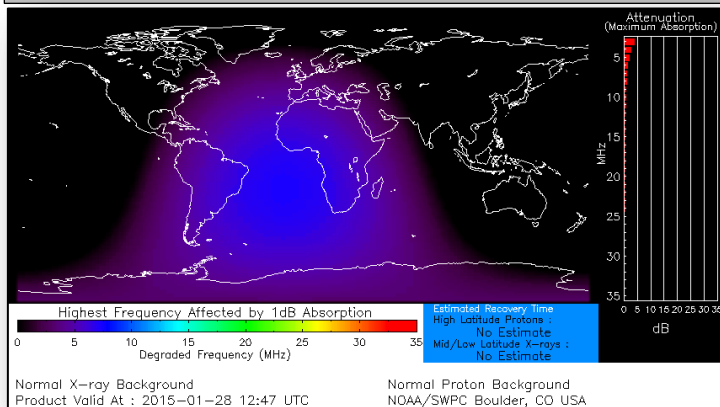 Attenuation
(Maximum Absorption)
5
10
15
20
25
30
35
MHz
0 5 10 15 20 25 30 35
dB
Highest Frequency Affected by 1dB Absorption
0 5 10 15 20 25 30 35
Degraded Frequency (MHz)
Estimated Recovery Time
High Latitude Protons :
No Estimate
Mid/Low Latitude X-rays :
No Estimate
Normal X-ray Background
Product Valid At : 2015-01-28 12:47 UTC
Normal Proton Background
NOAA/SWPC Boulder, CO USA